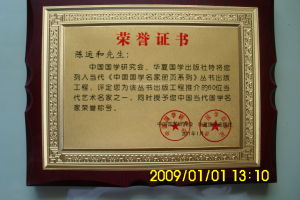 荣誉证书
陈运和先生：
中国国学研究会、华夏国学出版社特将您
列入当代《中国国学名家册页系列》丛书出版
工程，评定您为该丛书出版工程推介的60位当
代艺术名家之一，同时授予您中国当代国学名
家荣誉称号。
2009/01/01 13:10